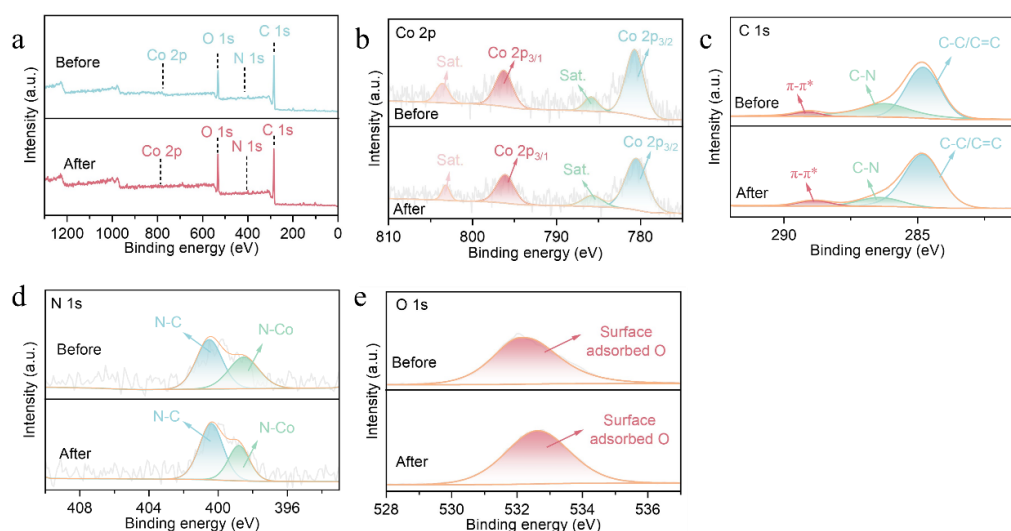 a
Before
Co 2p
O 1s
N 1s
C 1s
After
Co 2p
O 1s
N 1s
C 1s
Intensity (a.u.)
1200 1000 800 600 400 200 0
Binding energy (eV)
b
Co 2p
Sat.
Co 2p3/1
Sat.
Co 2p3/2
Before
Sat.
Co 2p3/1
Sat.
Co 2p3/2
After
Intensity (a.u.)
810 800 790 780
Binding energy (eV)
c
C 1s
C-C/C=C
C-N
π-π*
Before
C-C/C=C
C-N
π-π*
After
Intensity (a.u.)
290 285
Binding energy (eV)
d
N 1s
N-C
N-Co
Before
N-C
N-Co
After
Intensity (a.u.)
408 404 400 396
Binding energy (eV)
e
O 1s
Surface
adsorbed O
Before
Surface
adsorbed O
After
Intensity (a.u.)
528 530 532 534 536
Binding energy (eV)